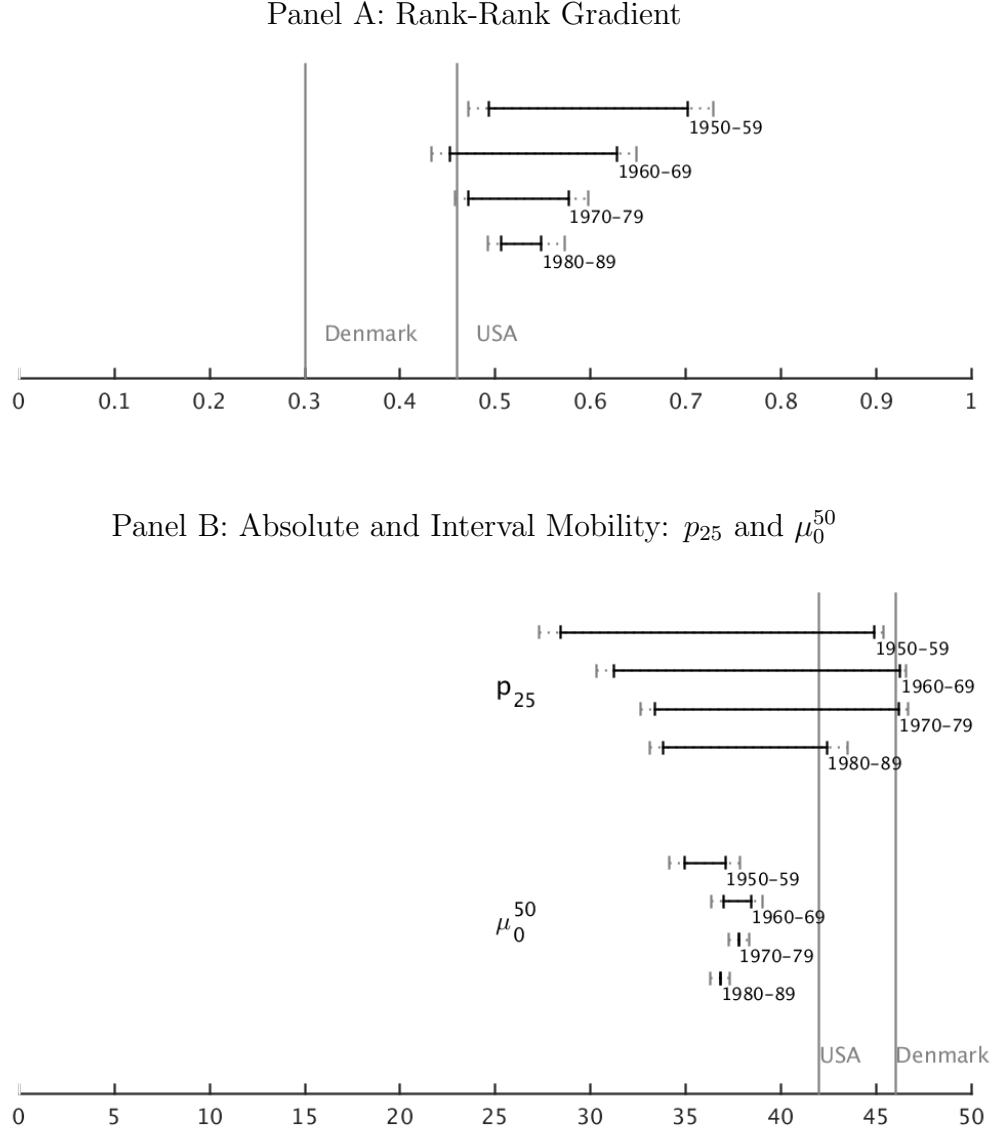 Panel A: Rank-Rank Gradient
1950–59
1960–69
1970–79
1980–89
Denmark USA
0 0.1 0.2 0.3 0.4 0.5 0.6 0.7 0.8 0.9 1
Panel B: Absolute and Interval Mobility: p₂₅ and μ₀⁵⁰
1950–59
1960–69
p₂₅
1970–79
1980–89
1950–59
1960–69
μ₀⁵⁰
1970–79
1980–89
USA Denmark
0 5 10 15 20 25 30 35 40 45 50